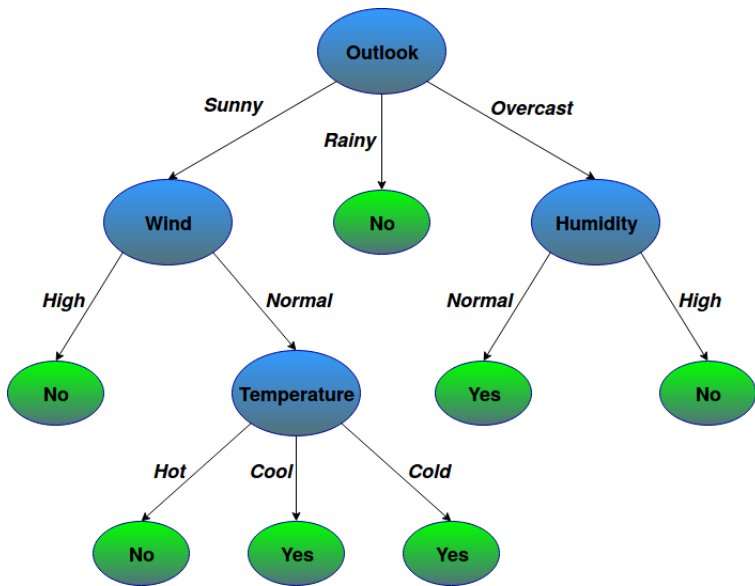 Outlook
Sunny
Rainy
Overcast
Wind
No
Humidity
High
Normal
Normal
High
No
Temperature
Yes
No
Hot
Cool
Cold
No
Yes
Yes